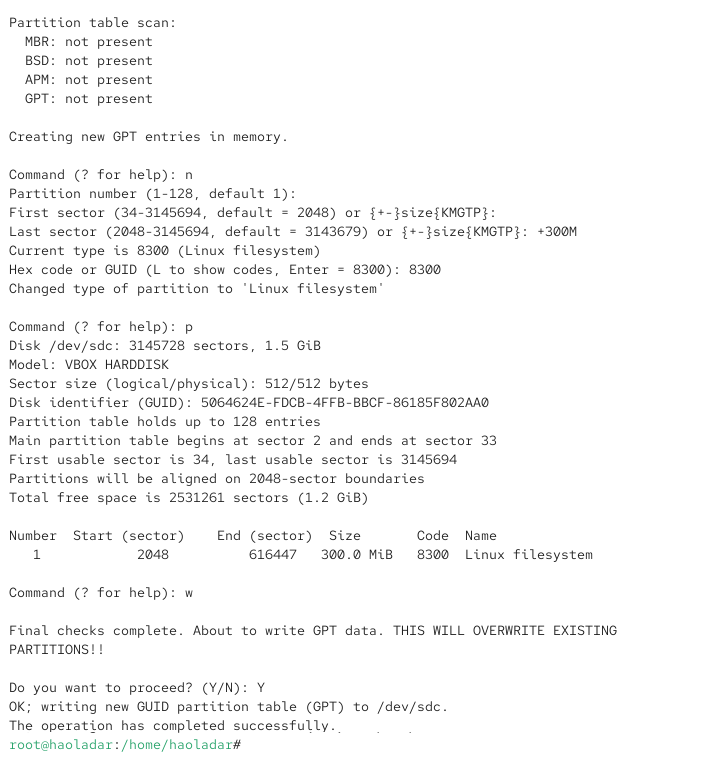 Partition table scan:
  MBR: not present
  BSD: not present
  APM: not present
  GPT: not present

Creating new GPT entries in memory.

Command (? for help): n
Partition number (1-128, default 1):
First sector (34-3145694, default = 2048) or {+-}size{KMGTP}:
Last sector (2048-3145694, default = 3143679) or {+-}size{KMGTP}: +300M
Current type is 8300 (Linux filesystem)
Hex code or GUID (L to show codes, Enter = 8300): 8300
Changed type of partition to 'Linux filesystem'

Command (? for help): p
Disk /dev/sdc: 3145728 sectors, 1.5 GiB
Model: VBOX HARDDISK
Sector size (logical/physical): 512/512 bytes
Disk identifier (GUID): 5064624E-FDCB-4FFB-BBCF-86185F802AA0
Partition table holds up to 128 entries
Main partition table begins at sector 2 and ends at sector 33
First usable sector is 34, last usable sector is 3145694
Partitions will be aligned on 2048-sector boundaries
Total free space is 2531261 sectors (1.2 GiB)

Number  Start (sector)    End (sector)  Size       Code  Name
   1            2048          616447   300.0 MiB   8300  Linux filesystem

Command (? for help): w

Final checks complete. About to write GPT data. THIS WILL OVERWRITE EXISTING
PARTITIONS!!

Do you want to proceed? (Y/N): Y
OK; writing new GUID partition table (GPT) to /dev/sdc.
The operation has completed successfully.
root@haoladar:/home/haoladar#